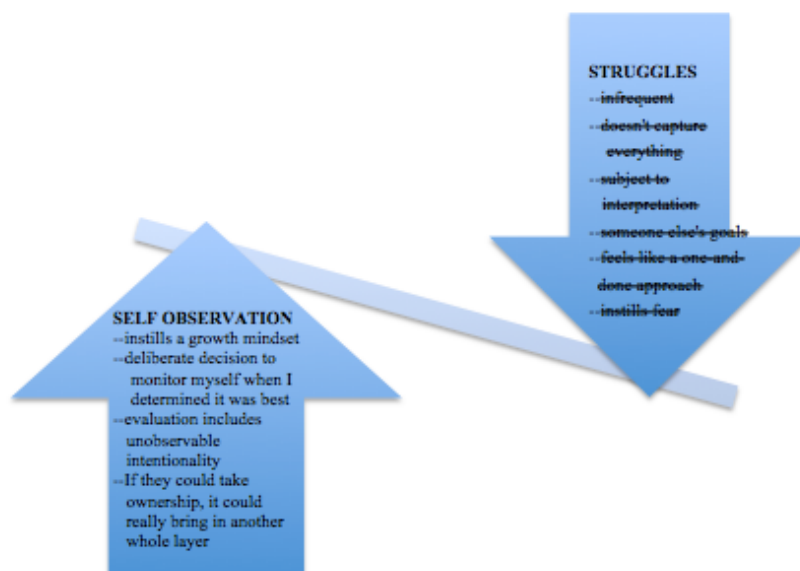 STRUGGLES
--infrequent
--doesn't capture
everything
--subject to
interpretation
--someone else's goals
--feels like a one-and-
done approach
--instills fear
SELF OBSERVATION
--instills a growth mindset
--deliberate decision to
monitor myself when I
determined it was best
--evaluation includes
unobservable
intentionality
--If they could take
ownership, it could
really bring in another
whole layer